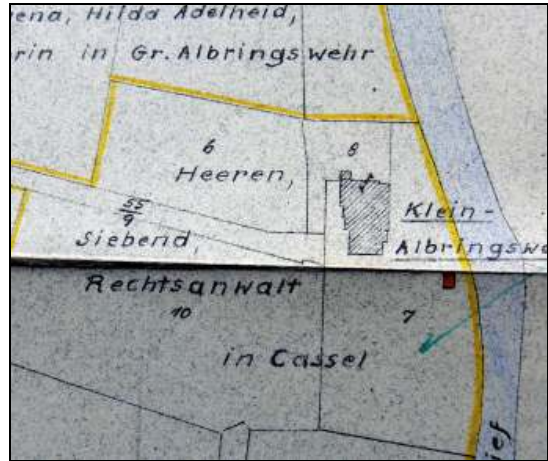 ena, Hilda Adelheid,
rin in Gr. Albringswehr
6
8
Heeren,
55/9
Klein-
Siebend,
Albringswe
Rechtsanwalt
10
7
in Cassel
ief